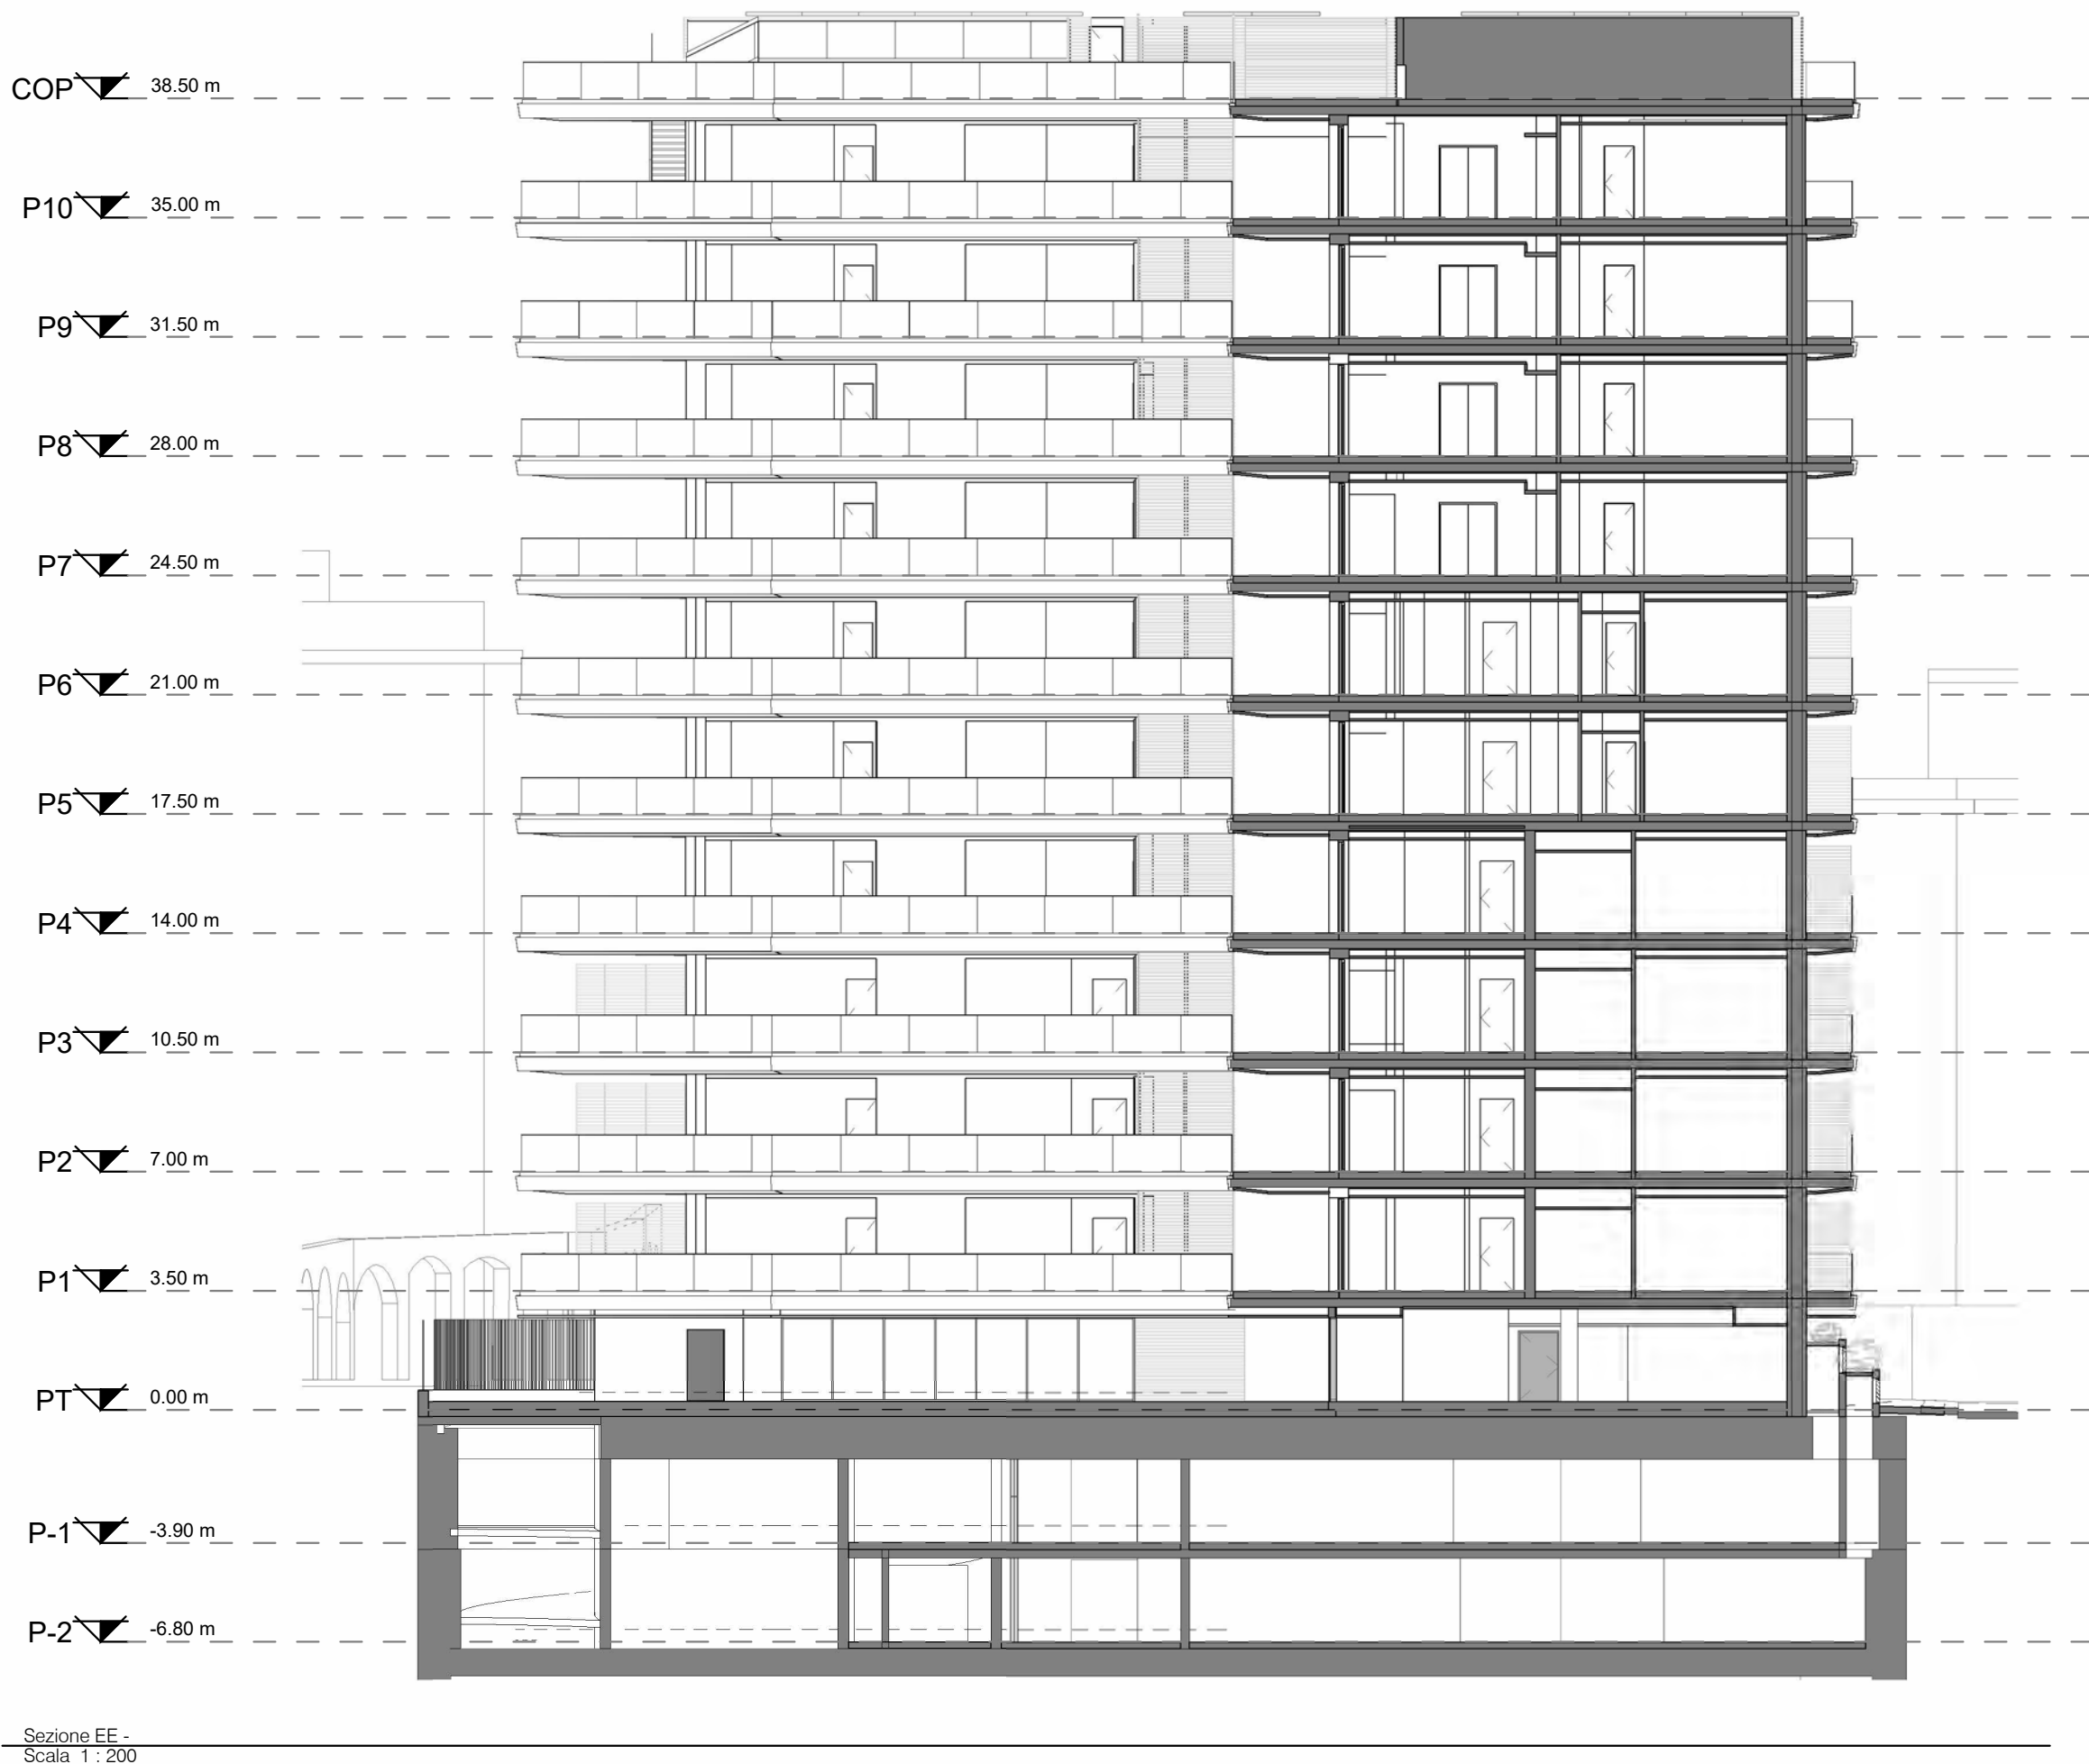 COP 38.50 m
P10 35.00 m
P9 31.50 m
P8 28.00 m
P7 24.50 m
P6 21.00 m
P5 17.50 m
P4 14.00 m
P3 10.50 m
P2 7.00 m
P1 3.50 m
PT 0.00 m
P-1 -3.90 m
P-2 -6.80 m
Sezione EE -
Scala 1 : 200